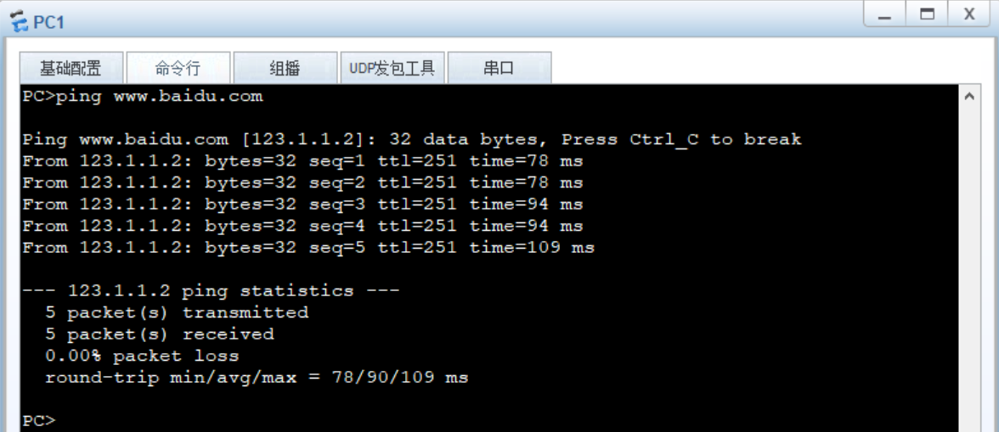 PC1
基础配置 命令行 组播 UDP发包工具 串口
PC>ping www.baidu.com
Ping www.baidu.com [123.1.1.2]: 32 data bytes, Press Ctrl_C to break
From 123.1.1.2: bytes=32 seq=1 ttl=251 time=78 ms
From 123.1.1.2: bytes=32 seq=2 ttl=251 time=78 ms
From 123.1.1.2: bytes=32 seq=3 ttl=251 time=94 ms
From 123.1.1.2: bytes=32 seq=4 ttl=251 time=94 ms
From 123.1.1.2: bytes=32 seq=5 ttl=251 time=109 ms
--- 123.1.1.2 ping statistics ---
5 packet(s) transmitted
5 packet(s) received
0.00% packet loss
round-trip min/avg/max = 78/90/109 ms
PC>